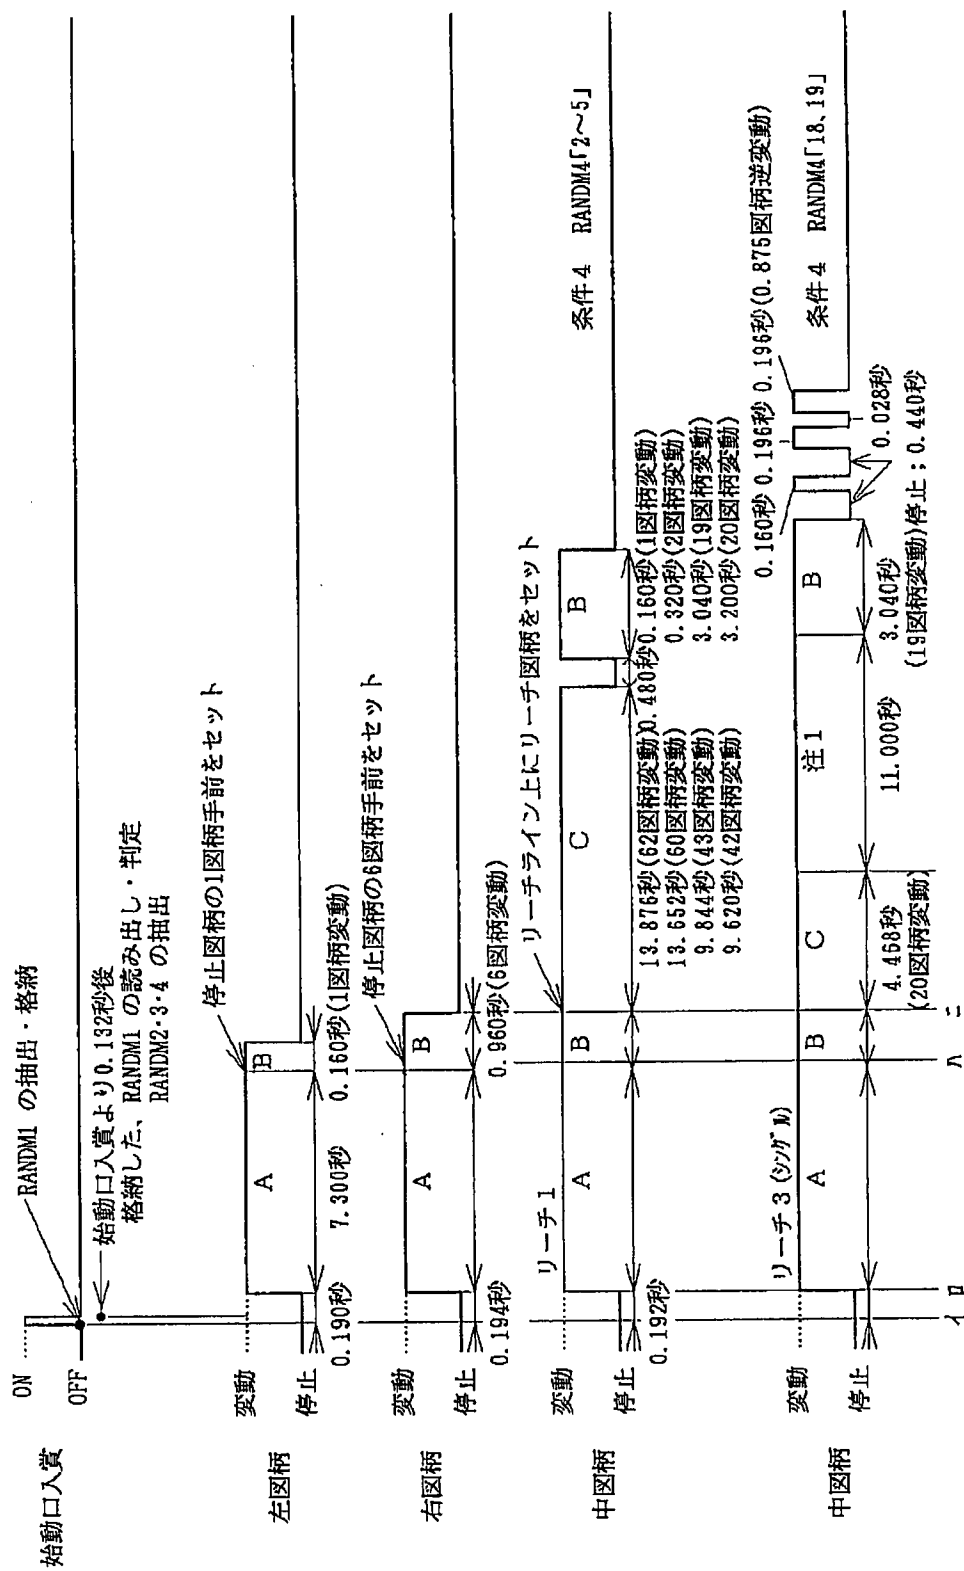 始動口入賞
ON
OFF
RANDM1 の抽出・格納
始動口入賞より0.132秒後
格納した、RANDM1 の読み出し・判定
RANDM2・3・4 の抽出
左図柄
変動
停止
0.190秒
A
7.300秒
B
0.160秒(1図柄変動)
停止図柄の1図柄手前をセット
右図柄
変動
停止
0.194秒
A
B
0.960秒(6図柄変動)
停止図柄の6図柄手前をセット
中図柄
変動
停止
0.192秒
リーチ1
A
B
リーチライン上にリーチ図柄をセット
C
13.876秒(62図柄変動)
13.652秒(60図柄変動)
9.844秒(43図柄変動)
9.620秒(42図柄変動)
0.480秒
B
0.160秒(1図柄変動)
0.320秒(2図柄変動)
3.040秒(19図柄変動)
3.200秒(20図柄変動)
条件4 RANDM4「2~5」
中図柄
変動
停止
リーチ3(シングル)
A
B
C
4.468秒
(20図柄変動)
注1
11.000秒
B
3.040秒
(19図柄変動)停止;0.440秒
0.028秒
0.160秒
0.196秒
0.196秒(0.875図柄逆変動)
条件4 RANDM4「18、19」
イ
ロ
ハ
ニ